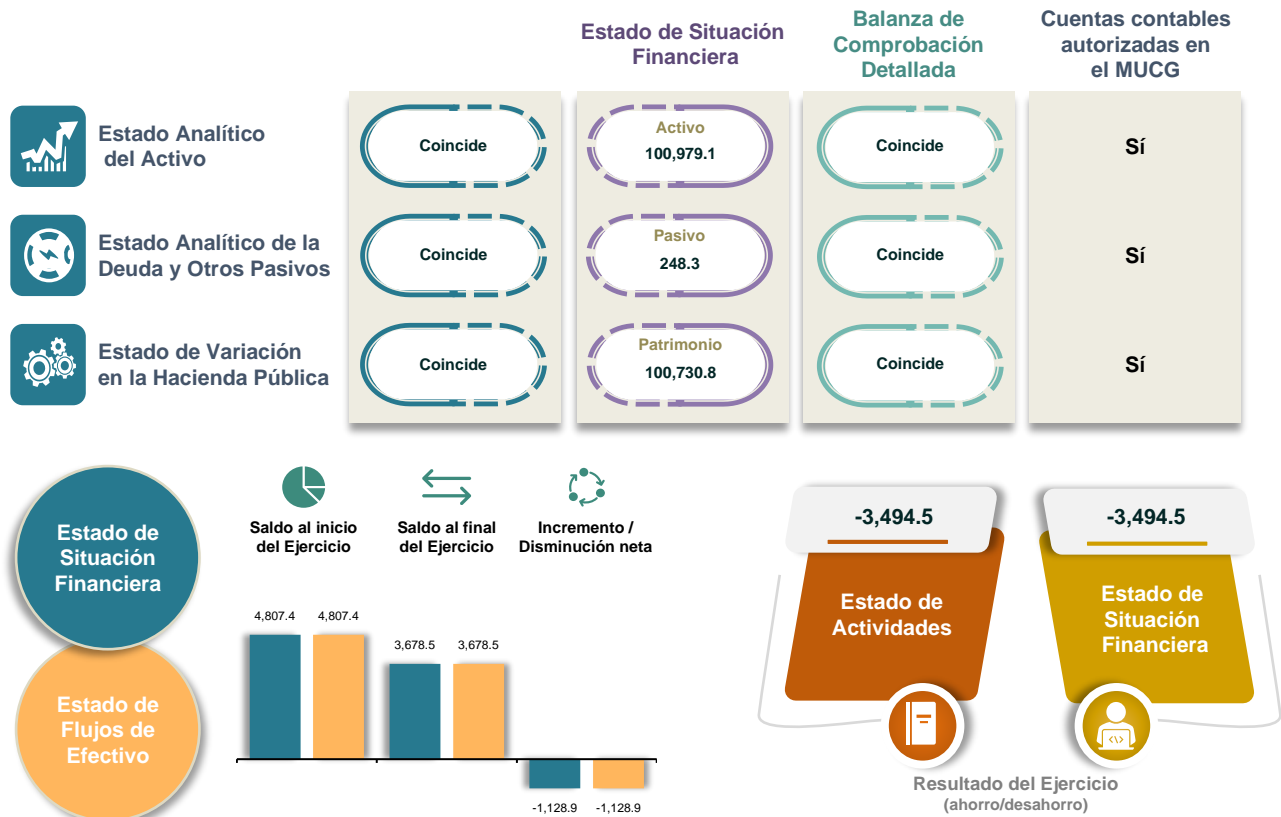 Estado de Situación
Financiera
Balanza de
Comprobación
Detallada
Cuentas contables
autorizadas en
el MUCG
Estado Analítico
del Activo
Coincide
Activo
100,979.1
Coincide
Sí
Estado Analítico de la
Deuda y Otros Pasivos
Coincide
Pasivo
248.3
Coincide
Sí
Estado de Variación
en la Hacienda Pública
Coincide
Patrimonio
100,730.8
Coincide
Sí
Estado de
Situación
Financiera
Estado de
Flujos de
Efectivo
Saldo al inicio
del Ejercicio
Saldo al final
del Ejercicio
Incremento /
Disminución neta
4,807.4
4,807.4
3,678.5
3,678.5
-1,128.9
-1,128.9
-3,494.5
Estado de
Actividades
-3,494.5
Estado de
Situación
Financiera
Resultado del Ejercicio
(ahorro/desahorro)